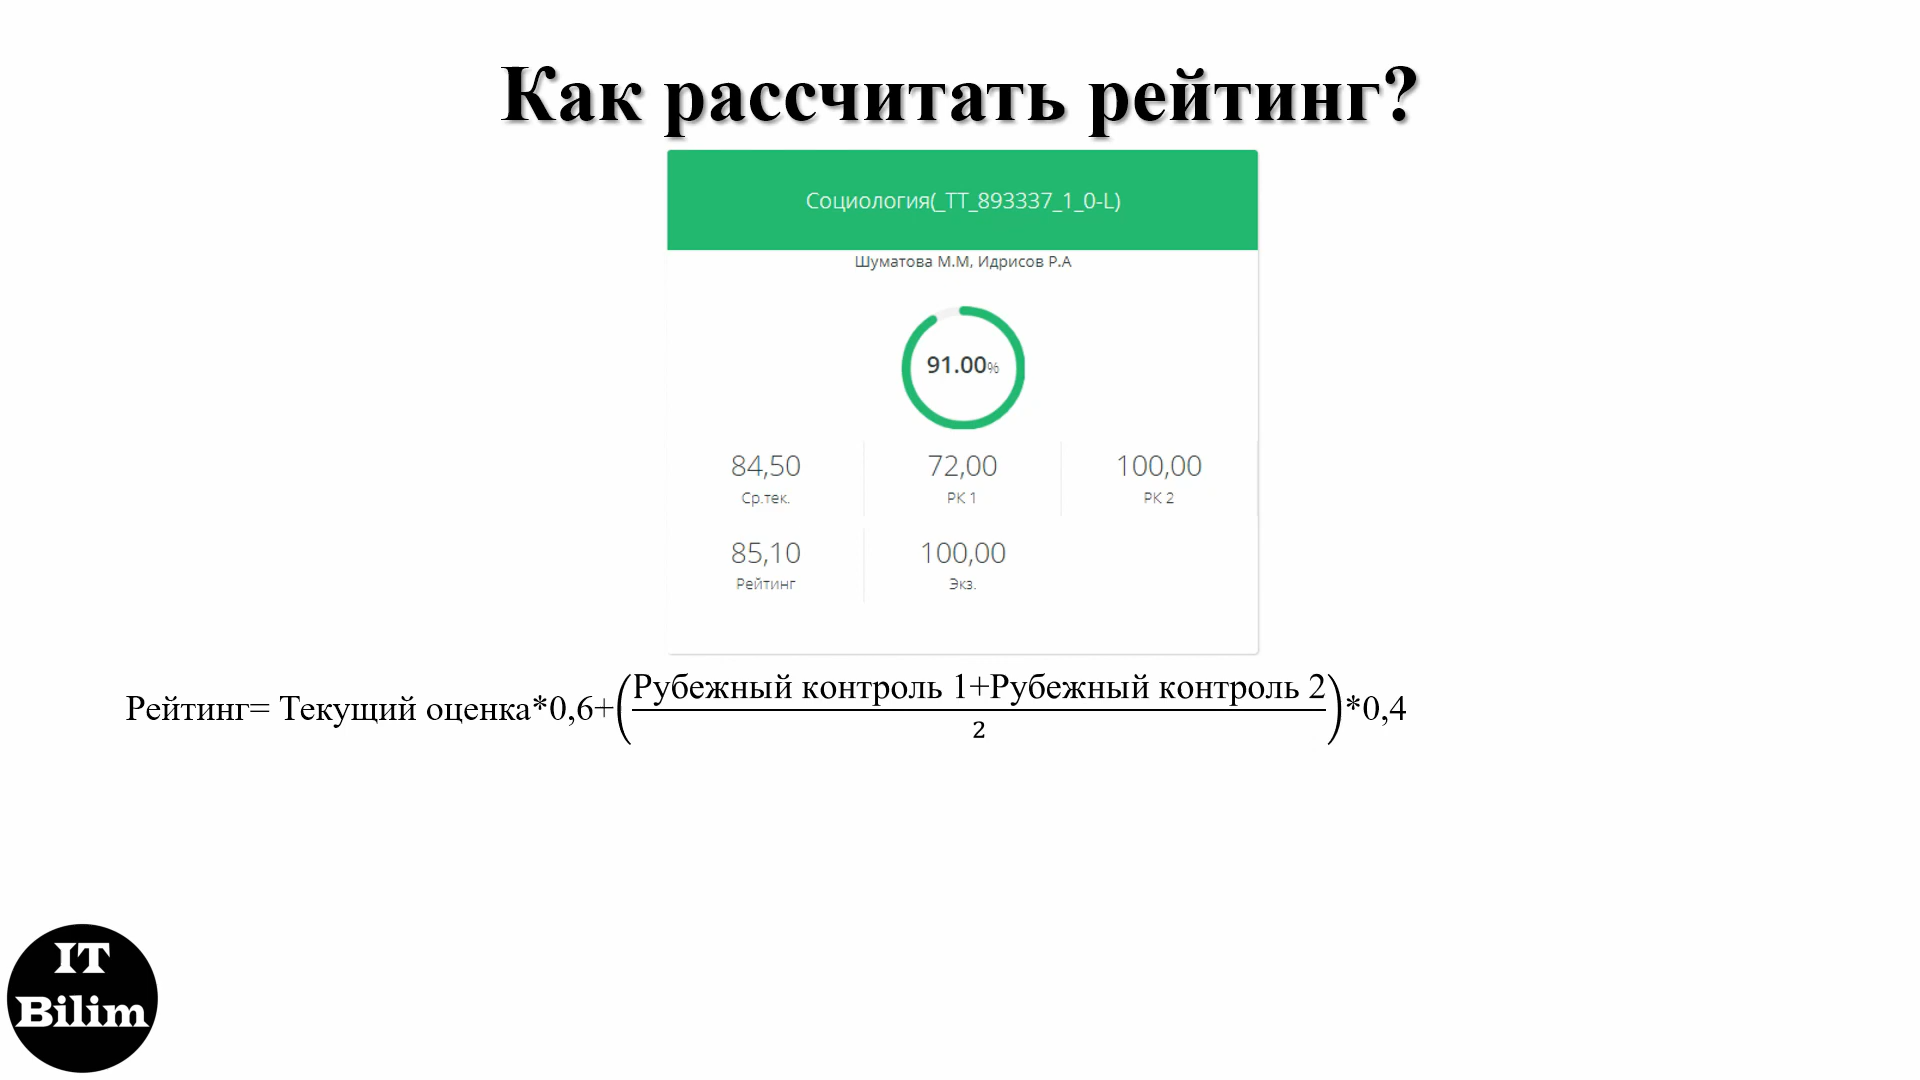 Как рассчитать рейтинг?
Социология(_TT_893337_1_0-L)
Шуматова М.М, Идрисов Р.А
91.00%
84,50 72,00 100,00
Ср.тек. РК 1 РК 2
85,10 100,00
Рейтинг Экз.
Рейтинг= Текущий оценка*0,6+(Рубежный контроль 1+Рубежный контроль 2/2)*0,4
IT
Bilim